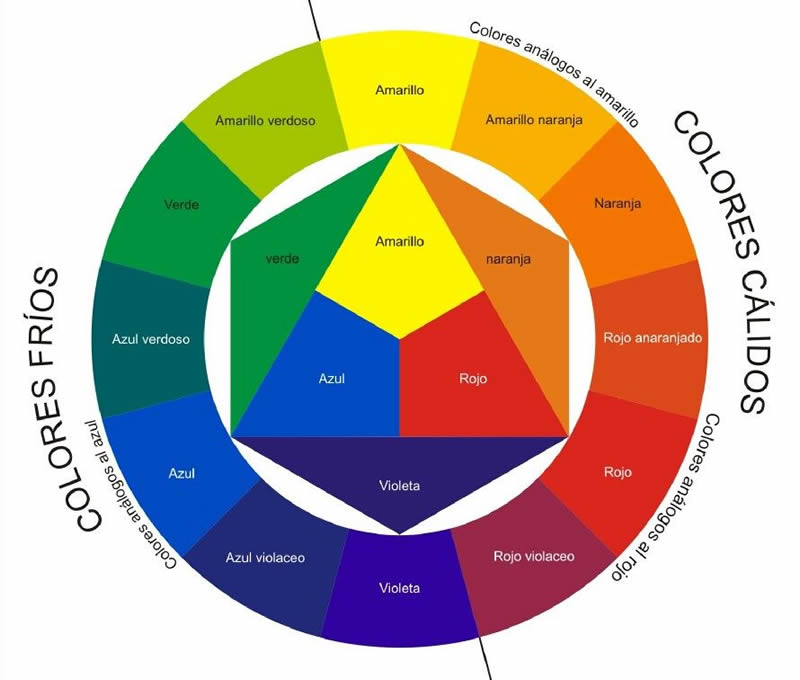 Colores análogos al amarillo
Amarillo
Amarillo verdoso
Amarillo naranja
COLORES CÁLIDOS
Verde
Naranja
Amarillo
verde
naranja
COLORES FRÍOS
Azul verdoso
Rojo anaranjado
Azul
Rojo
Colores análogos al azul
Colores análogos al rojo
Azul
Rojo
Violeta
Azul violaceo
Rojo violaceo
Violeta